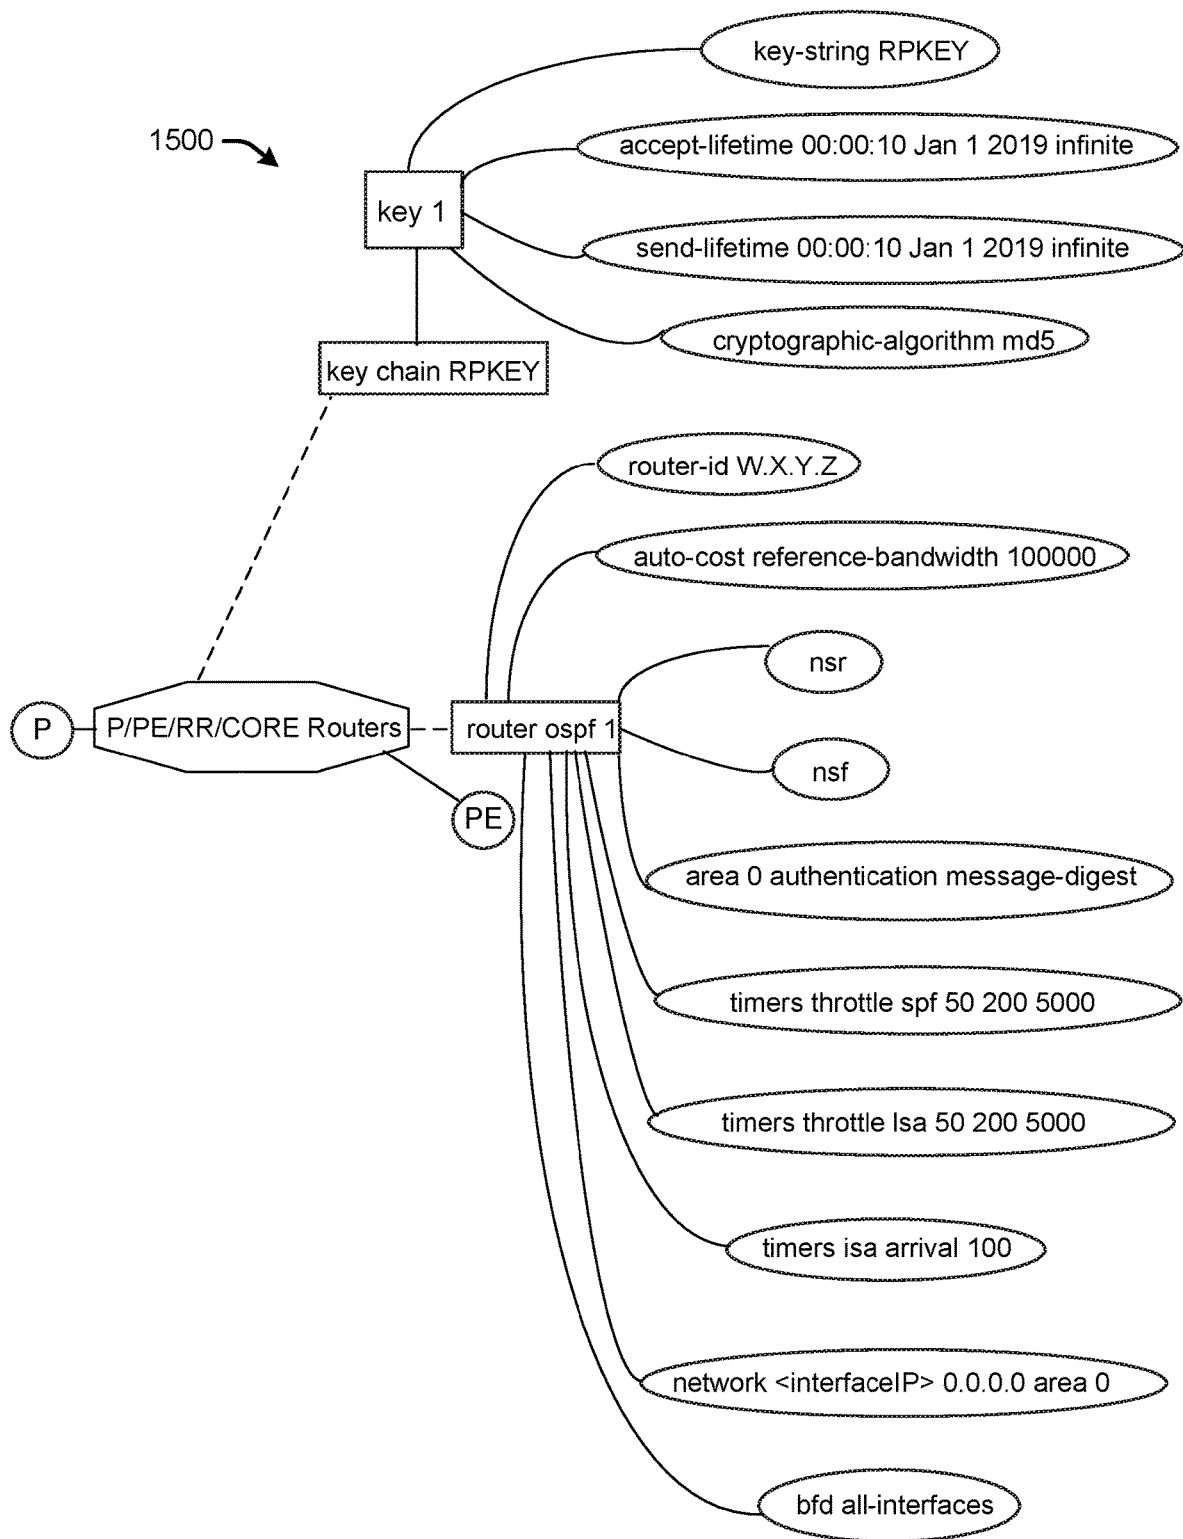 key-string RPKEY
1500
accept-lifetime 00:00:10 Jan 1 2019 infinite
key 1
send-lifetime 00:00:10 Jan 1 2019 infinite
cryptographic-algorithm md5
key chain RPKEY
router-id W.X.Y.Z
auto-cost reference-bandwidth 100000
nsr
P
P/PE/RR/CORE Routers
router ospf 1
nsf
PE
area 0 authentication message-digest
timers throttle spf 50 200 5000
timers throttle lsa 50 200 5000
timers isa arrival 100
network <interfaceIP> 0.0.0.0 area 0
bfd all-interfaces